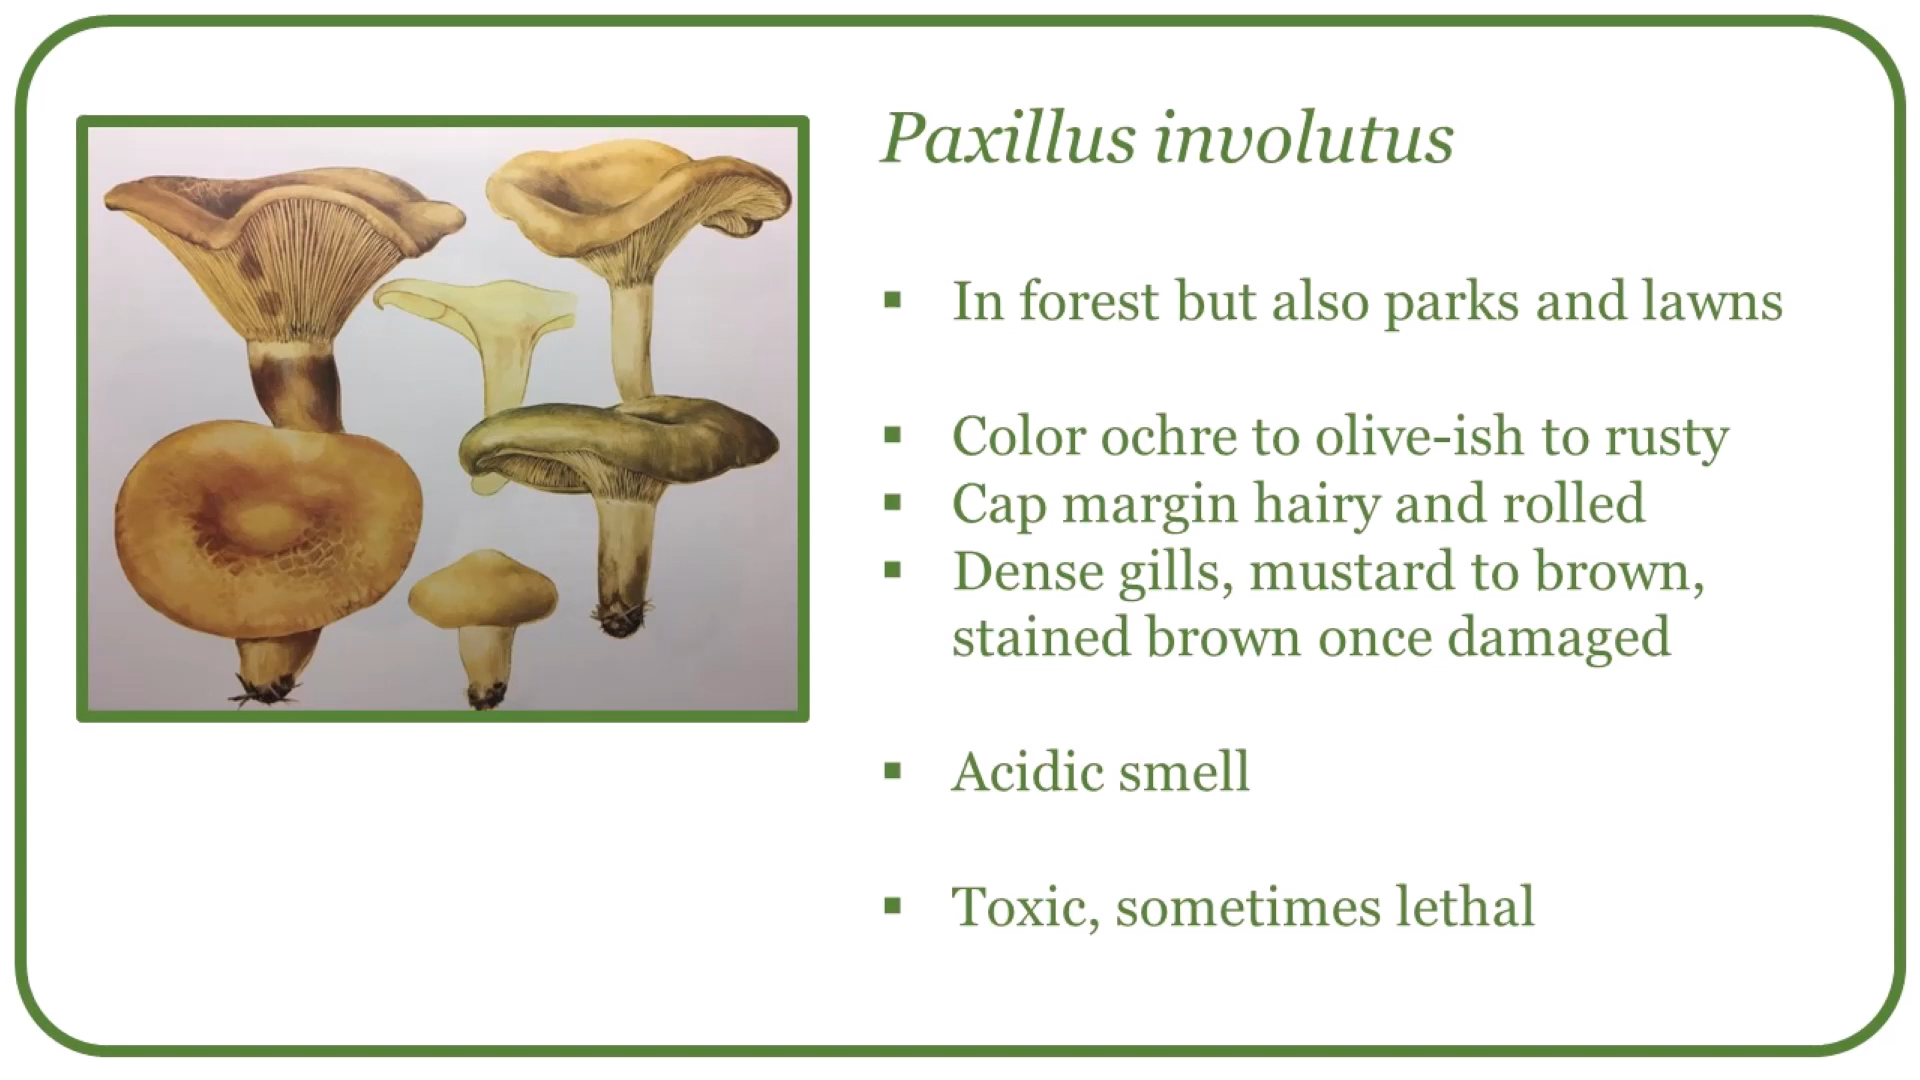 Paxillus involutus
▪ In forest but also parks and lawns
▪ Color ochre to olive-ish to rusty
▪ Cap margin hairy and rolled
▪ Dense gills, mustard to brown,
stained brown once damaged
▪ Acidic smell
▪ Toxic, sometimes lethal